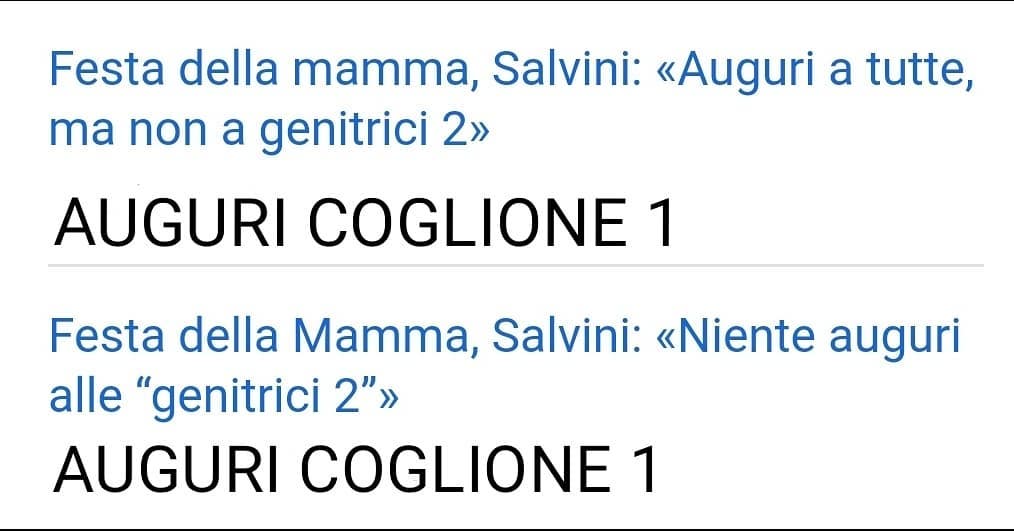 Festa della mamma, Salvini: «Auguri a tutte,
ma non a genitrici 2»
AUGURI COGLIONE 1
Festa della Mamma, Salvini: «Niente auguri
alle “genitrici 2”»
AUGURI COGLIONE 1